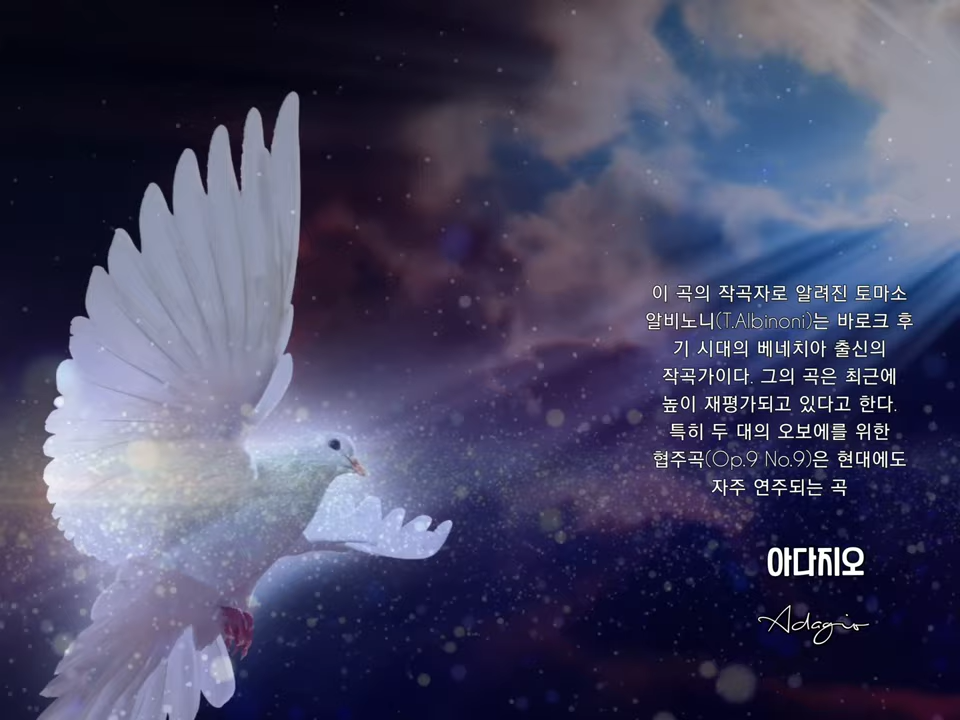 이 곡의 작곡자로 알려진 토마소
알비노니(T.Albinoni)는 바로크 후
기 시대의 베네치아 출신의
작곡가이다. 그의 곡은 최근에
높이 재평가되고 있다고 한다.
특히 두 대의 오보에를 위한
협주곡(Op.9 No.9)은 현대에도
자주 연주되는 곡
아다지오
Adagio